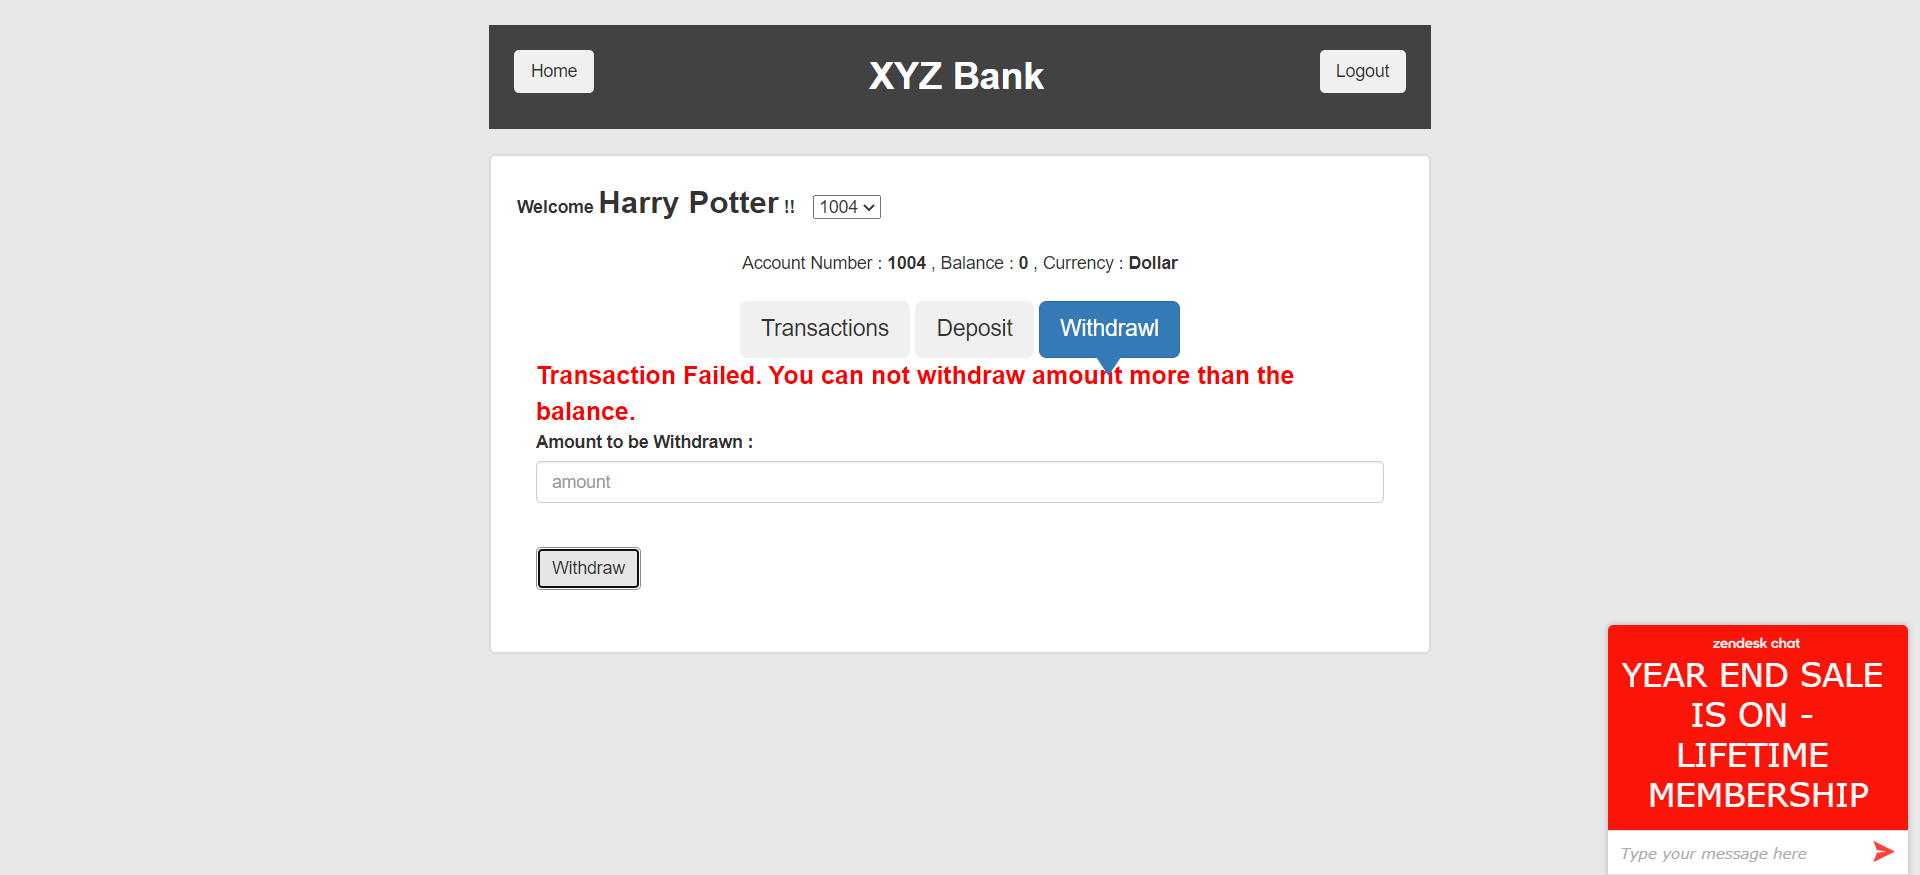 Home
XYZ Bank
Logout
Welcome Harry Potter !! 1004
Account Number : 1004 , Balance : 0 , Currency : Dollar
Transactions
Deposit
Withdrawl
Transaction Failed. You can not withdraw amount more than the
balance.
Amount to be Withdrawn :
amount
Withdraw
zendesk chat
YEAR END SALE
IS ON -
LIFETIME
MEMBERSHIP
Type your message here